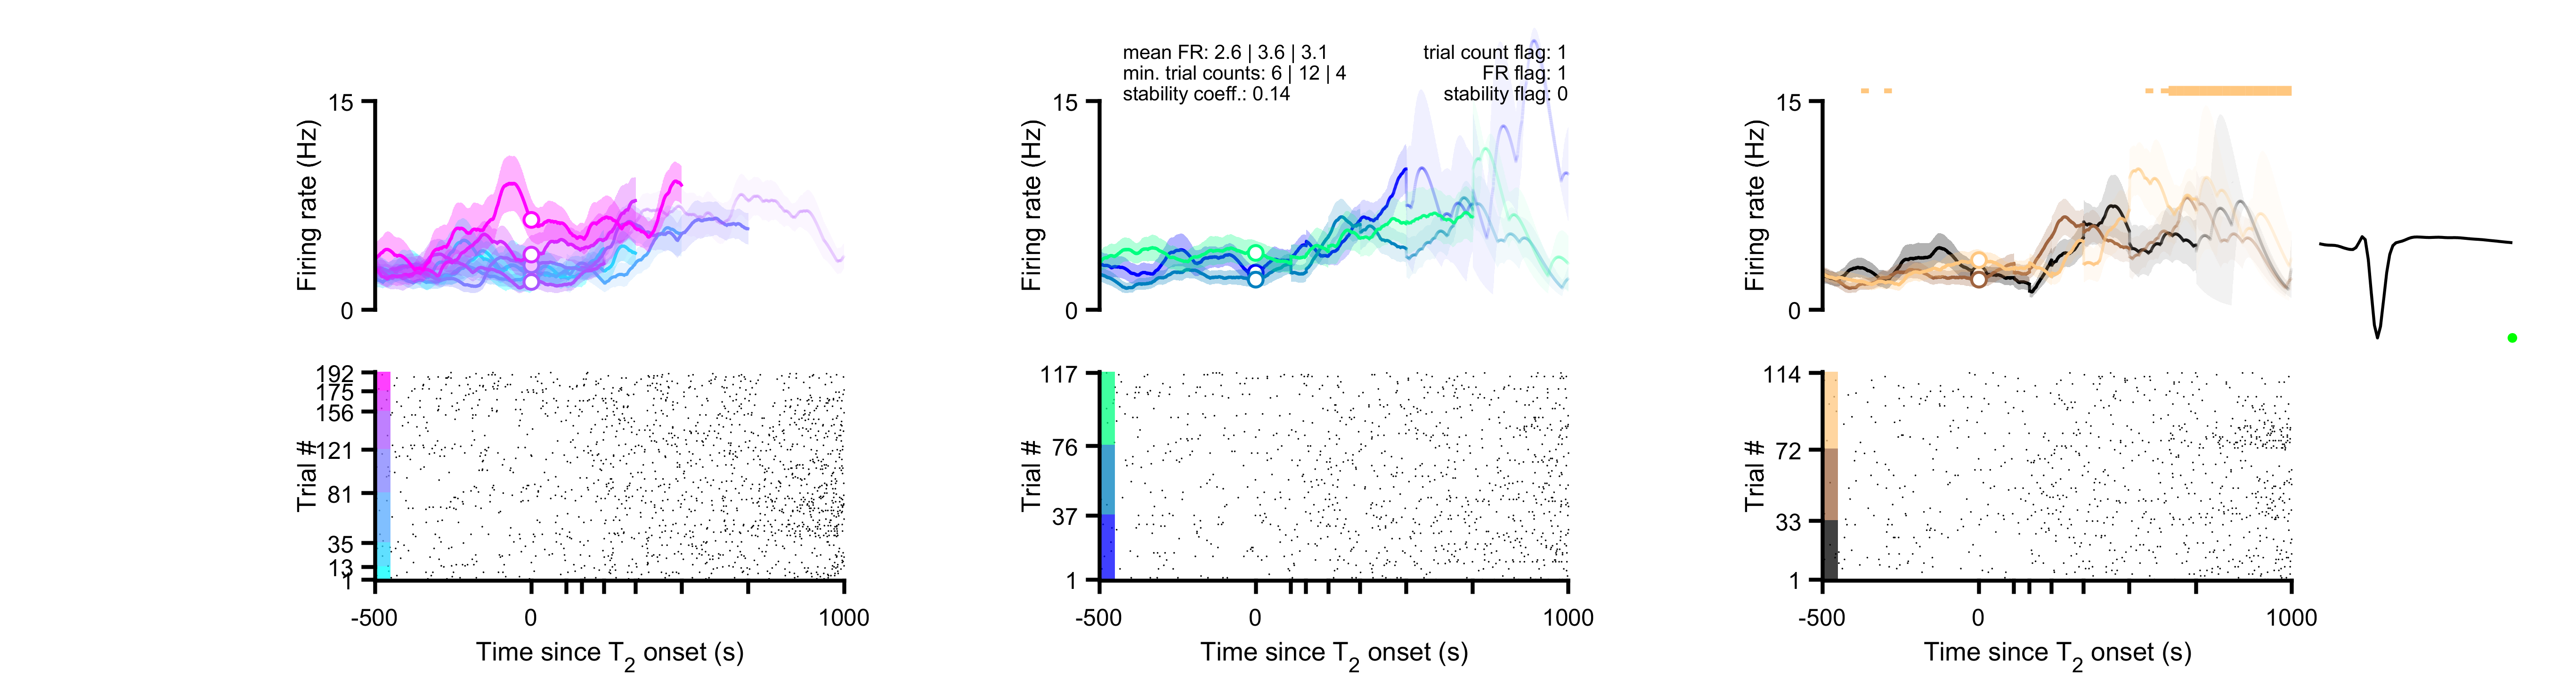 mean FR: 2.6 | 3.6 | 3.1
min. trial counts: 6 | 12 | 4
stability coeff.: 0.14
trial count flag: 1
FR flag: 1
stability flag: 0
15
Firing rate (Hz)
0
15
Firing rate (Hz)
0
15
Firing rate (Hz)
0
192
175
156
121
81
35
13
1
Trial #
-500
0
1000
Time since T2 onset (s)
117
76
37
1
Trial #
-500
0
1000
Time since T2 onset (s)
114
72
33
1
Trial #
-500
0
1000
Time since T2 onset (s)